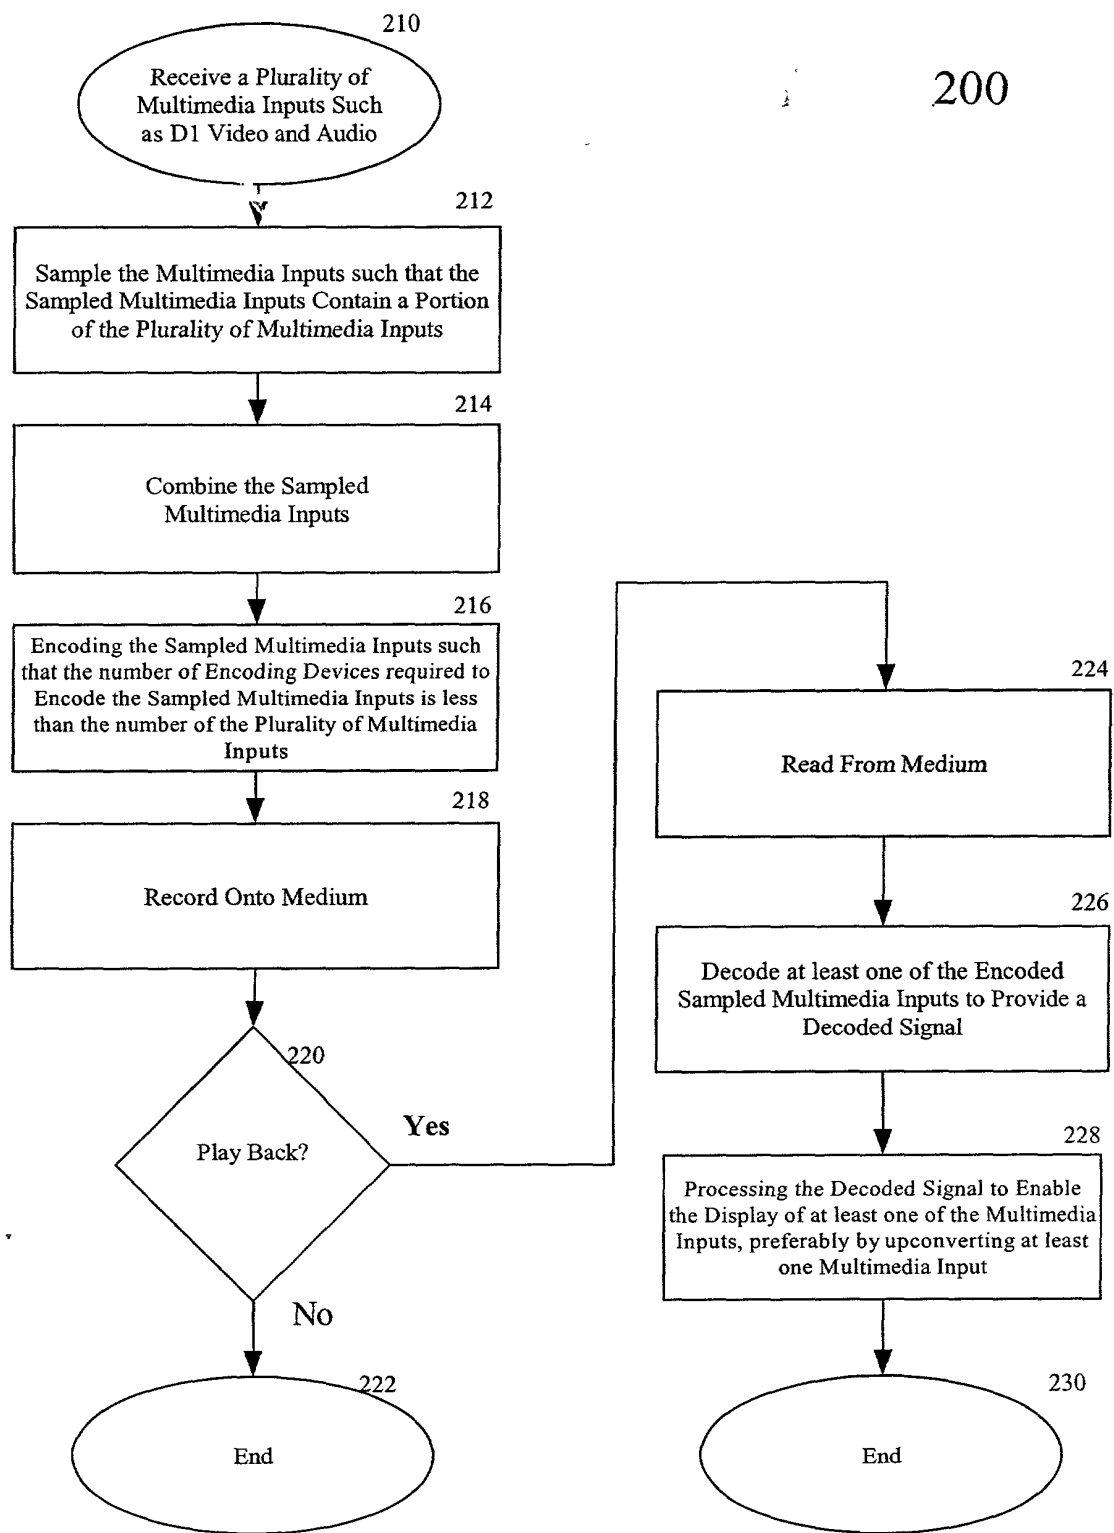 210
Receive a Plurality of
Multimedia Inputs Such
as D1 Video and Audio
200
212
Sample the Multimedia Inputs such that the
Sampled Multimedia Inputs Contain a Portion
of the Plurality of Multimedia Inputs
214
Combine the Sampled
Multimedia Inputs
216
Encoding the Sampled Multimedia Inputs such
that the number of Encoding Devices required to
Encode the Sampled Multimedia Inputs is less
than the number of the Plurality of Multimedia
Inputs
218
Record Onto Medium
220
Play Back?
Yes
No
222
End
224
Read From Medium
226
Decode at least one of the Encoded
Sampled Multimedia Inputs to Provide a
Decoded Signal
228
Processing the Decoded Signal to Enable
the Display of at least one of the Multimedia
Inputs, preferably by upconverting at least
one Multimedia Input
230
End